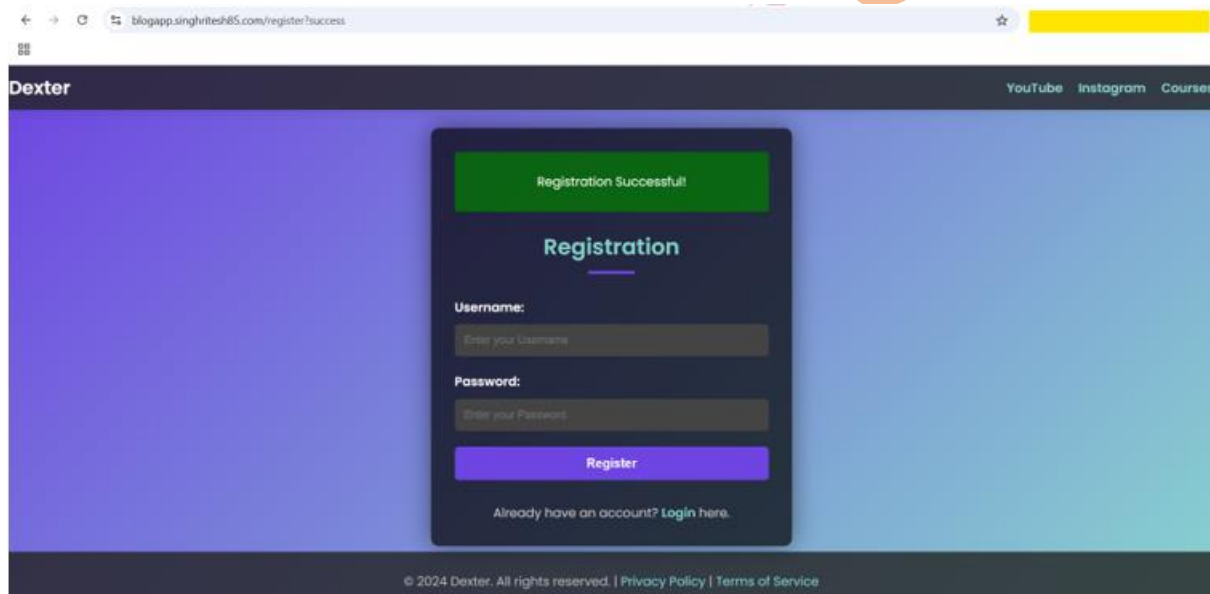 blogapp.singhritesh85.com/register?success
Dexter
YouTube Instagram Courses
Registration Successful!
Registration
Username:
Enter your Username
Password:
Enter your Password
Register
Already have an account? Login here.
© 2024 Dexter. All rights reserved. | Privacy Policy | Terms of Service